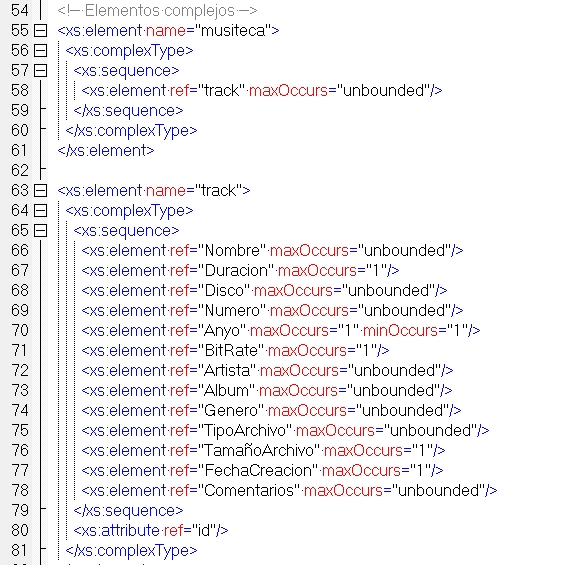 54 <!-- Elementos complejos -->
55 <xs:element name="musiteca">
56 <xs:complexType>
57 <xs:sequence>
58 <xs:element ref="track" maxOccurs="unbounded"/>
59 </xs:sequence>
60 </xs:complexType>
61 </xs:element>
62
63 <xs:element name="track">
64 <xs:complexType>
65 <xs:sequence>
66 <xs:element ref="Nombre" maxOccurs="unbounded"/>
67 <xs:element ref="Duracion" maxOccurs="1"/>
68 <xs:element ref="Disco" maxOccurs="unbounded"/>
69 <xs:element ref="Numero" maxOccurs="unbounded"/>
70 <xs:element ref="Anyo" maxOccurs="1" minOccurs="1"/>
71 <xs:element ref="BitRate" maxOccurs="1"/>
72 <xs:element ref="Artista" maxOccurs="unbounded"/>
73 <xs:element ref="Album" maxOccurs="unbounded"/>
74 <xs:element ref="Genero" maxOccurs="unbounded"/>
75 <xs:element ref="TipoArchivo" maxOccurs="unbounded"/>
76 <xs:element ref="TamañoArchivo" maxOccurs="1"/>
77 <xs:element ref="FechaCreacion" maxOccurs="1"/>
78 <xs:element ref="Comentarios" maxOccurs="unbounded"/>
79 </xs:sequence>
80 <xs:attribute ref="id"/>
81 </xs:complexType>